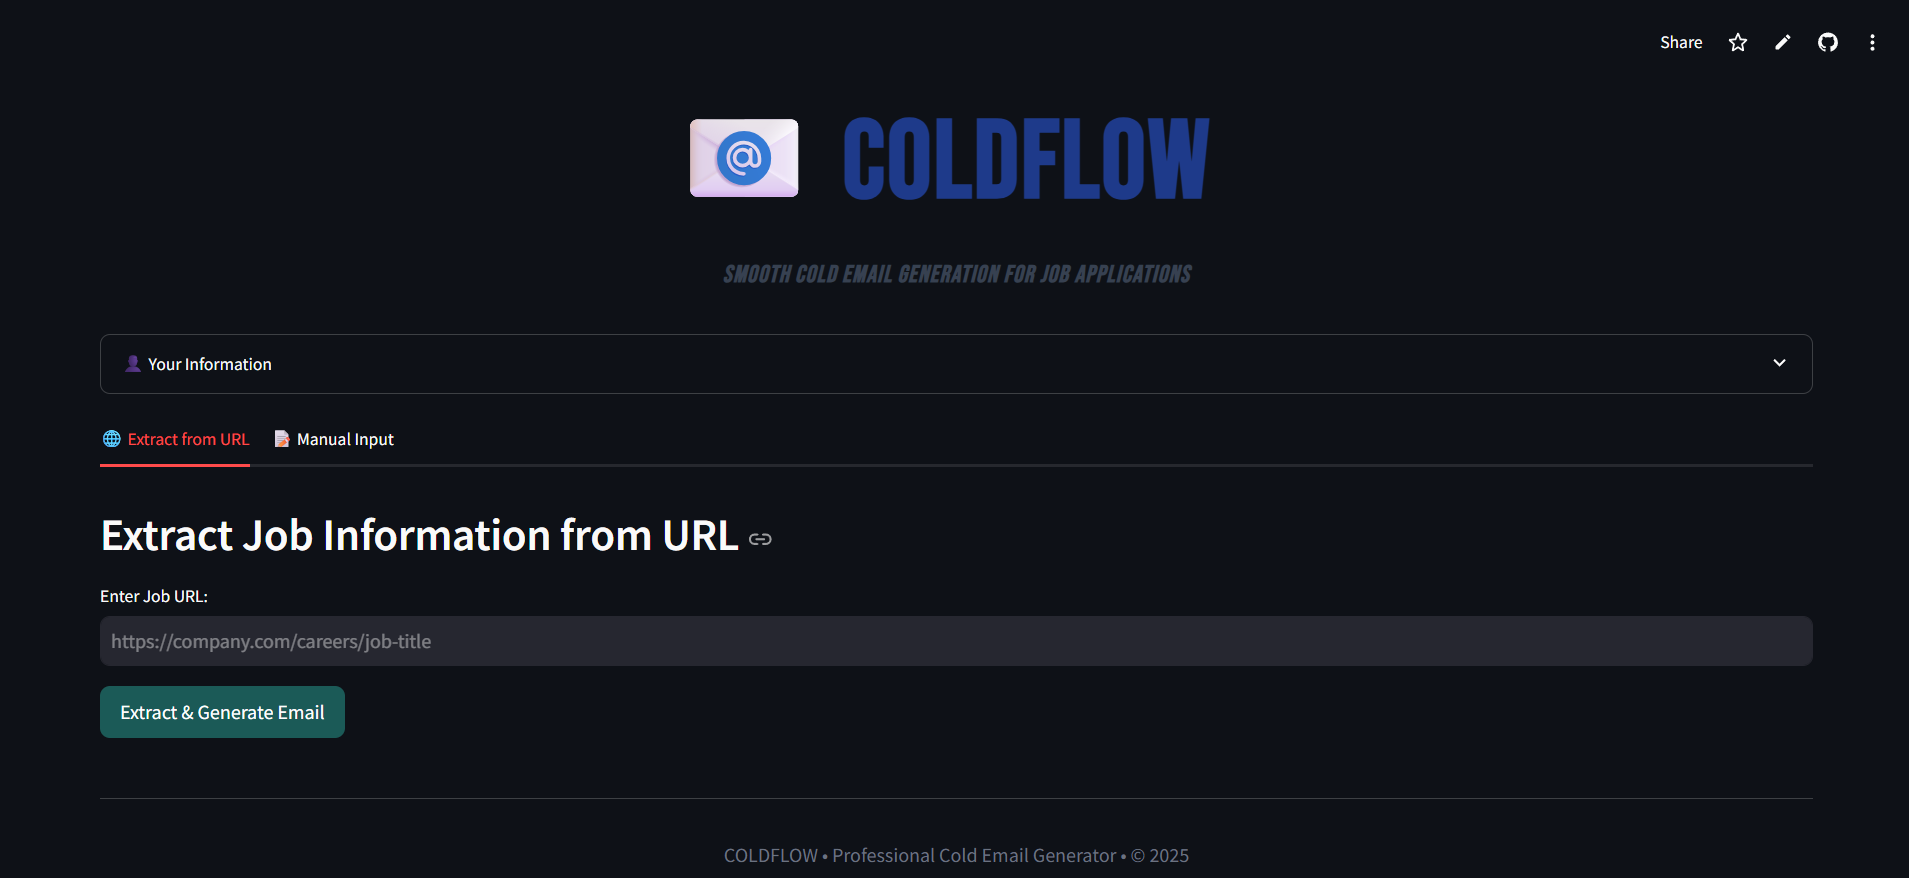 Share
@ COLDFLOW
SMOOTH COLD EMAIL GENERATION FOR JOB APPLICATIONS
Your Information
Extract from URL Manual Input
Extract Job Information from URL
Enter Job URL:
https://company.com/careers/job-title
Extract & Generate Email
COLDFLOW • Professional Cold Email Generator • © 2025